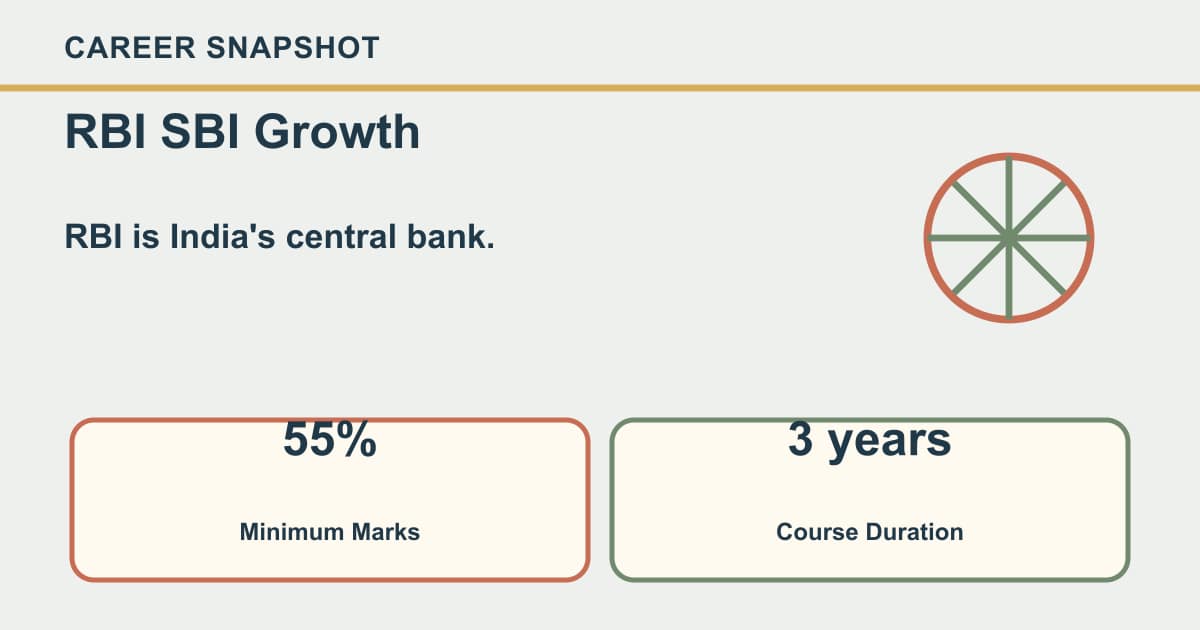 CAREER SNAPSHOT
RBI SBI Growth
RBI is India's central bank.
55%
Minimum Marks
3 years
Course Duration